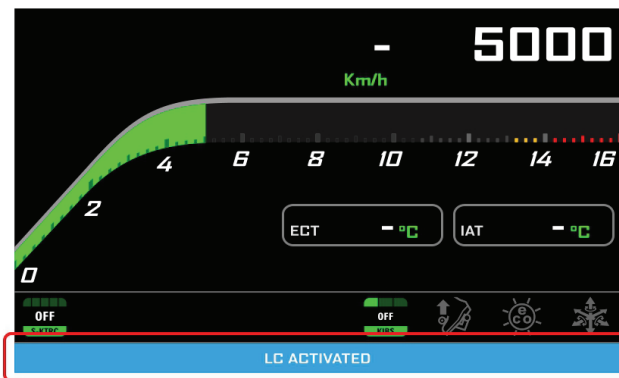 - 5000
Km/h
0 2 4 6 8 10 12 14 16
ECT - °C IAT - °C
OFF OFF eco
S-KTRC KIBS
LC ACTIVATED